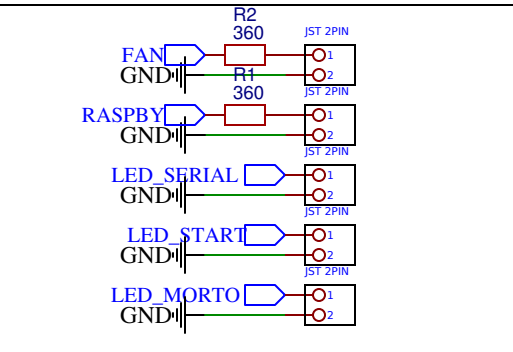 R2
360
JST 2PIN
FAN
1
GND
2
R1
360
JST 2PIN
RASPBY
1
GND
2
JST 2PIN
LED_SERIAL
1
GND
2
JST 2PIN
LED_START
1
GND
2
JST 2PIN
LED_MORTO
1
GND
2